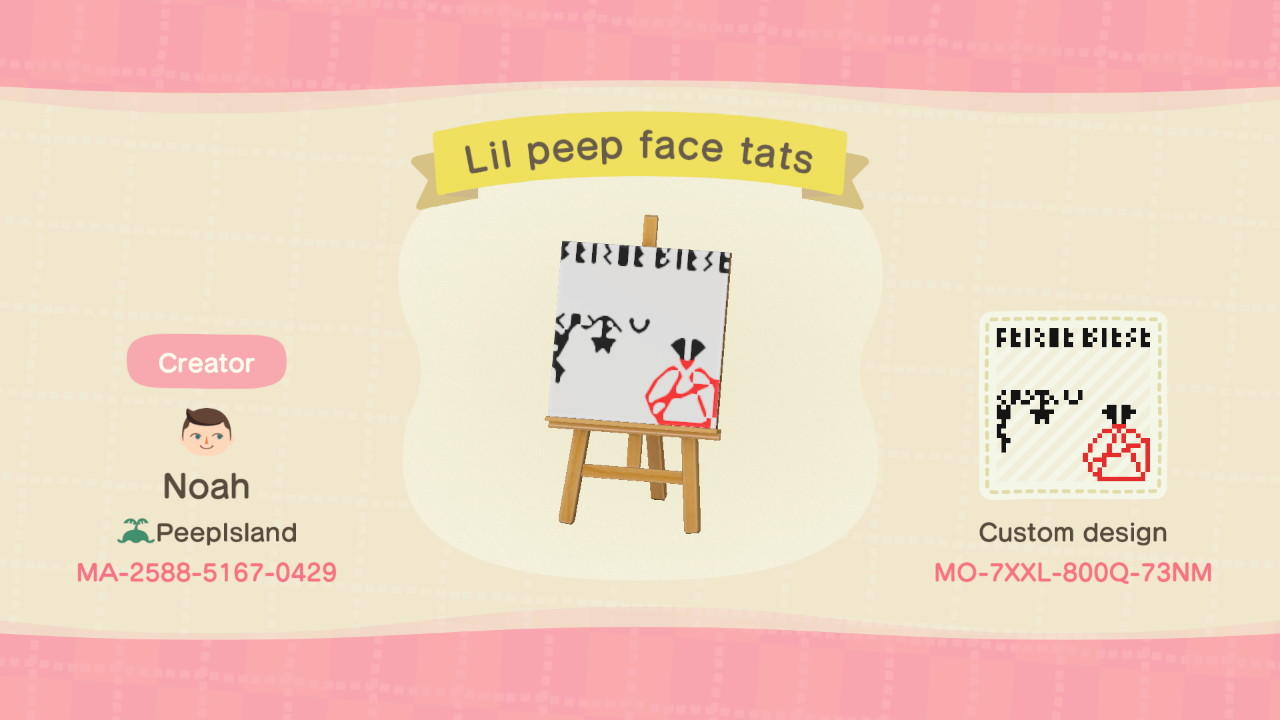 Lil peep face tats
Creator
Noah
PeepIsland
MA-2588-5167-0429
Custom design
MO-7XXL-800Q-73NM